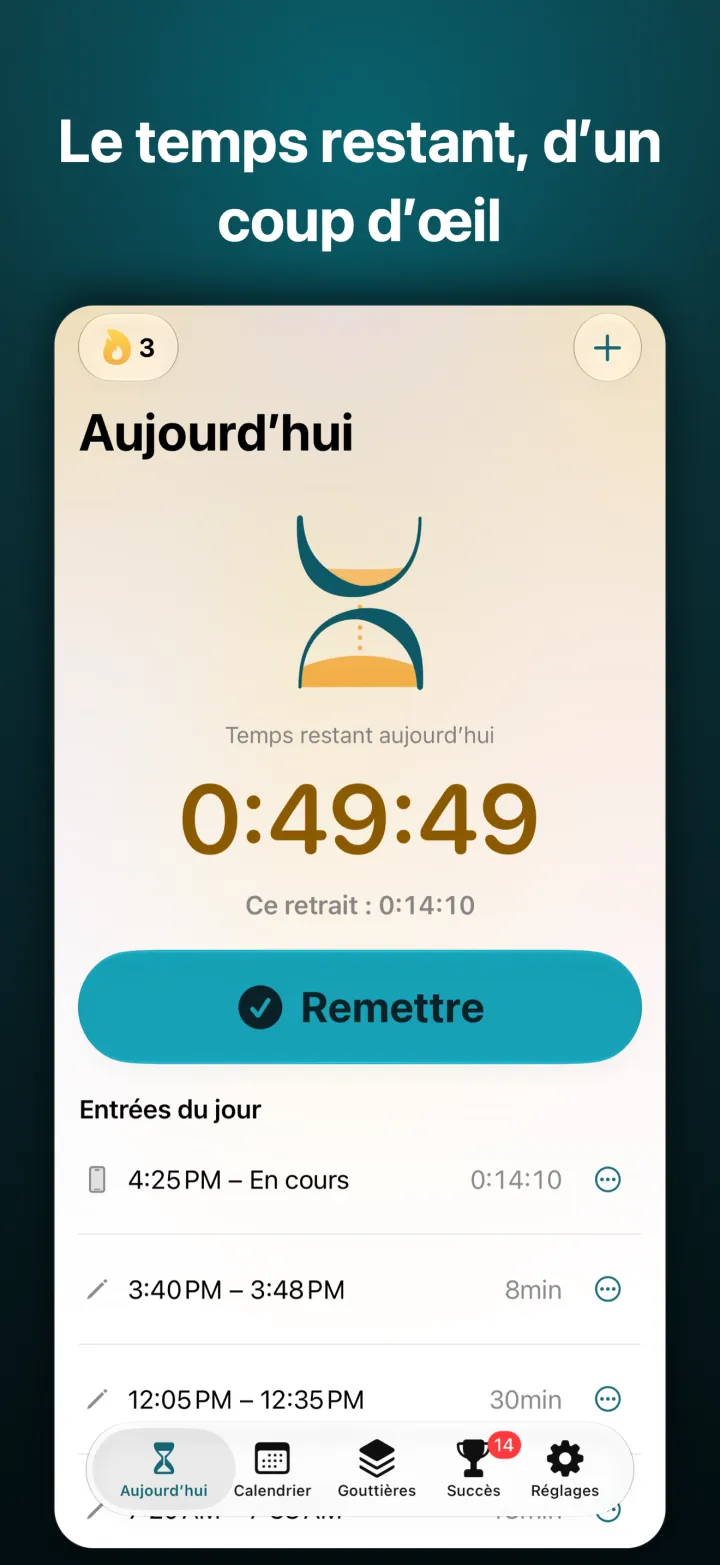 Le temps restant, d’un
coup d’œil
3
Aujourd’hui
Temps restant aujourd’hui
0:49:49
Ce retrait : 0:14:10
Remettre
Entrées du jour
4:25 PM – En cours 0:14:10
3:40 PM – 3:48 PM 8min
12:05 PM – 12:35 PM 30min
14
Aujourd’hui Calendrier Gouttières Succès Réglages